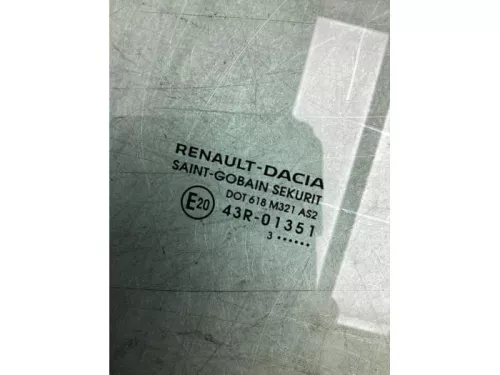 RENAULT-DACIA
SAINT-GOBAIN SEKURIT
DOT 618 M321 AS2
E20 43R-01351
3 ••••••